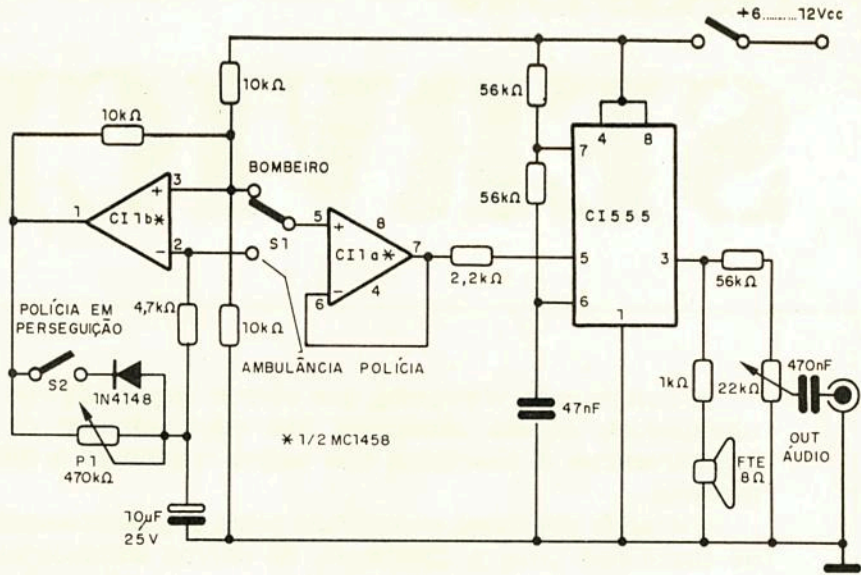 +6.........12Vcc
10kΩ
56kΩ
10kΩ
4
8
7
BOMBEIRO
3
+
1
CI1b*
2
-
S1
5
+
8
CI1a*
7
6
-
4
56kΩ
CI555
2,2kΩ
5
3
56kΩ
6
1
POLÍCIA EM
PERSEGUIÇÃO
4,7kΩ
10kΩ
AMBULÂNCIA POLÍCIA
S2
1N4148
P1
470kΩ
* 1/2 MC1458
47nF
1kΩ
22kΩ
470nF
OUT
ÁUDIO
FTE
8Ω
10µF
25V